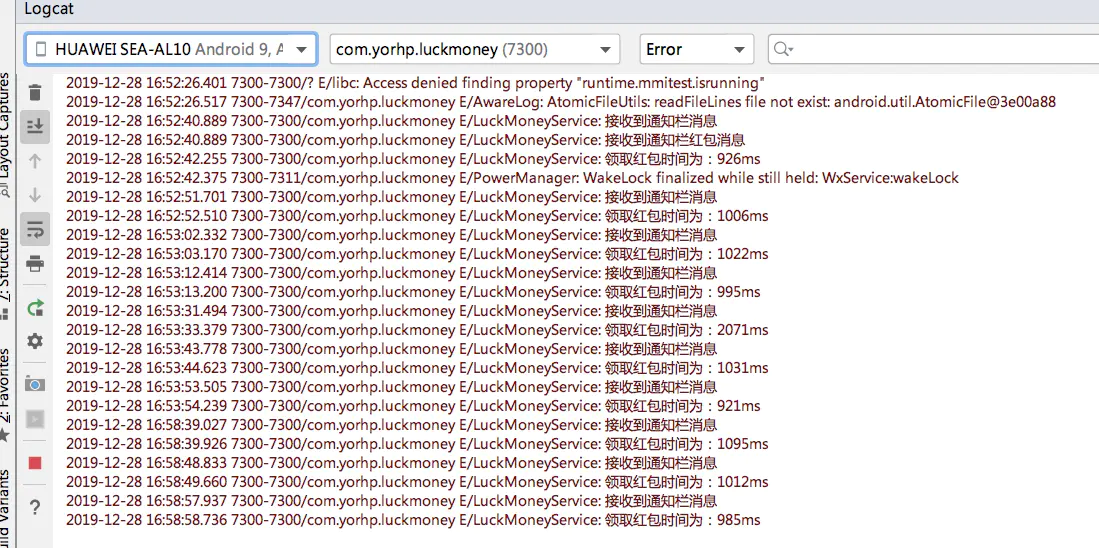 Logcat
HUAWEI SEA-AL10 Android 9, A
com.yorhp.luckmoney (7300)
Error
2019-12-28 16:52:26.401 7300-7300/? E/libc: Access denied finding property "runtime.mmitest.isrunning"
2019-12-28 16:52:26.517 7300-7347/com.yorhp.luckmoney E/AwareLog: AtomicFileUtils: readFileLines file not exist: android.util.AtomicFile@3e00a88
2019-12-28 16:52:40.889 7300-7300/com.yorhp.luckmoney E/LuckMoneyService: 接收到通知栏消息
2019-12-28 16:52:40.889 7300-7300/com.yorhp.luckmoney E/LuckMoneyService: 接收到通知栏红包消息
2019-12-28 16:52:42.255 7300-7300/com.yorhp.luckmoney E/LuckMoneyService: 领取红包时间为：926ms
2019-12-28 16:52:42.375 7300-7311/com.yorhp.luckmoney E/PowerManager: WakeLock finalized while still held: WxService:wakeLock
2019-12-28 16:52:51.701 7300-7300/com.yorhp.luckmoney E/LuckMoneyService: 接收到通知栏消息
2019-12-28 16:52:52.510 7300-7300/com.yorhp.luckmoney E/LuckMoneyService: 领取红包时间为：1006ms
2019-12-28 16:53:02.332 7300-7300/com.yorhp.luckmoney E/LuckMoneyService: 接收到通知栏消息
2019-12-28 16:53:03.170 7300-7300/com.yorhp.luckmoney E/LuckMoneyService: 领取红包时间为：1022ms
2019-12-28 16:53:12.414 7300-7300/com.yorhp.luckmoney E/LuckMoneyService: 接收到通知栏消息
2019-12-28 16:53:13.200 7300-7300/com.yorhp.luckmoney E/LuckMoneyService: 领取红包时间为：995ms
2019-12-28 16:53:31.494 7300-7300/com.yorhp.luckmoney E/LuckMoneyService: 接收到通知栏消息
2019-12-28 16:53:33.379 7300-7300/com.yorhp.luckmoney E/LuckMoneyService: 领取红包时间为：2071ms
2019-12-28 16:53:43.778 7300-7300/com.yorhp.luckmoney E/LuckMoneyService: 接收到通知栏消息
2019-12-28 16:53:44.623 7300-7300/com.yorhp.luckmoney E/LuckMoneyService: 领取红包时间为：1031ms
2019-12-28 16:53:53.505 7300-7300/com.yorhp.luckmoney E/LuckMoneyService: 接收到通知栏消息
2019-12-28 16:53:54.239 7300-7300/com.yorhp.luckmoney E/LuckMoneyService: 领取红包时间为：921ms
2019-12-28 16:58:39.027 7300-7300/com.yorhp.luckmoney E/LuckMoneyService: 接收到通知栏消息
2019-12-28 16:58:39.926 7300-7300/com.yorhp.luckmoney E/LuckMoneyService: 领取红包时间为：1095ms
2019-12-28 16:58:48.833 7300-7300/com.yorhp.luckmoney E/LuckMoneyService: 接收到通知栏消息
2019-12-28 16:58:49.660 7300-7300/com.yorhp.luckmoney E/LuckMoneyService: 领取红包时间为：1012ms
2019-12-28 16:58:57.937 7300-7300/com.yorhp.luckmoney E/LuckMoneyService: 接收到通知栏消息
2019-12-28 16:58:58.736 7300-7300/com.yorhp.luckmoney E/LuckMoneyService: 领取红包时间为：985ms
Layout Captures
7: Structure
2: Favorites
ild Variants